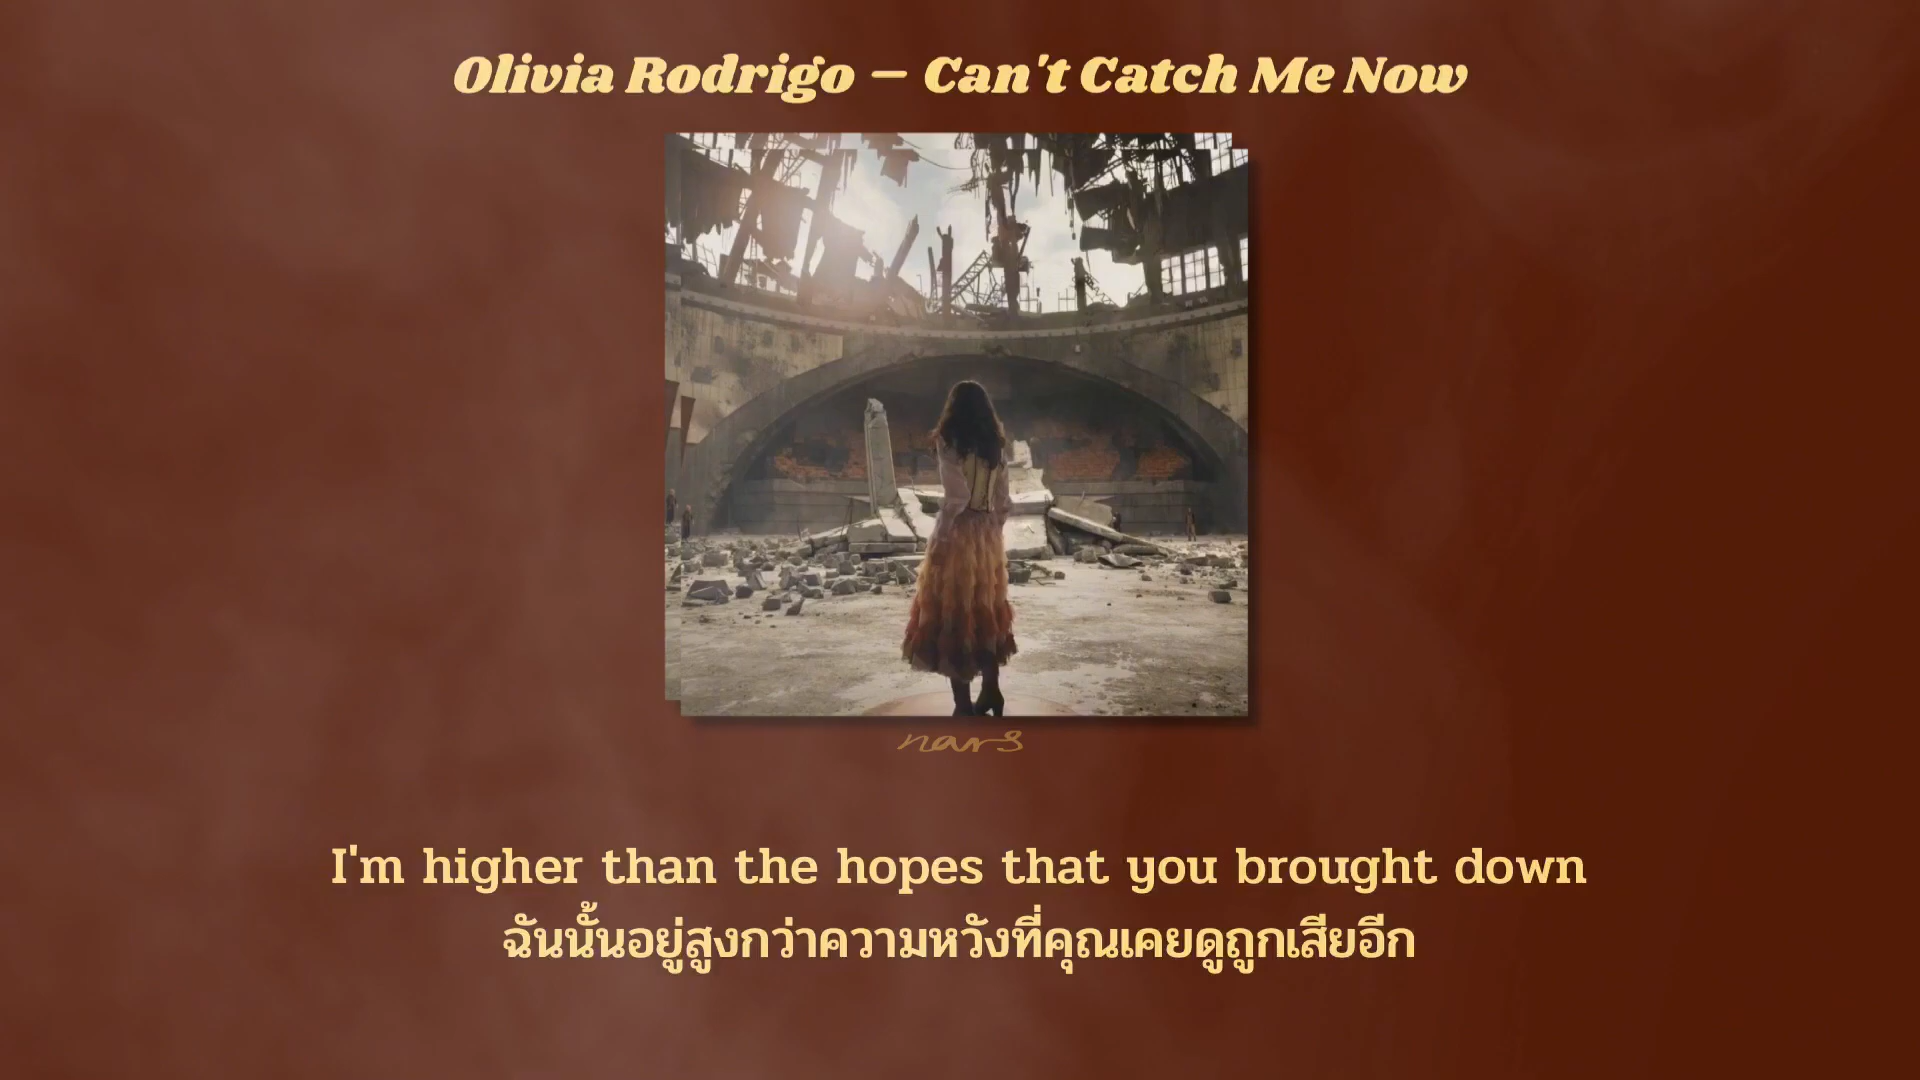 Olivia Rodrigo – Can't Catch Me Now
nars
I'm higher than the hopes that you brought down
ฉันนั้นอยู่สูงกว่าความหวังที่คุณเคยดูถูกเสียอีก